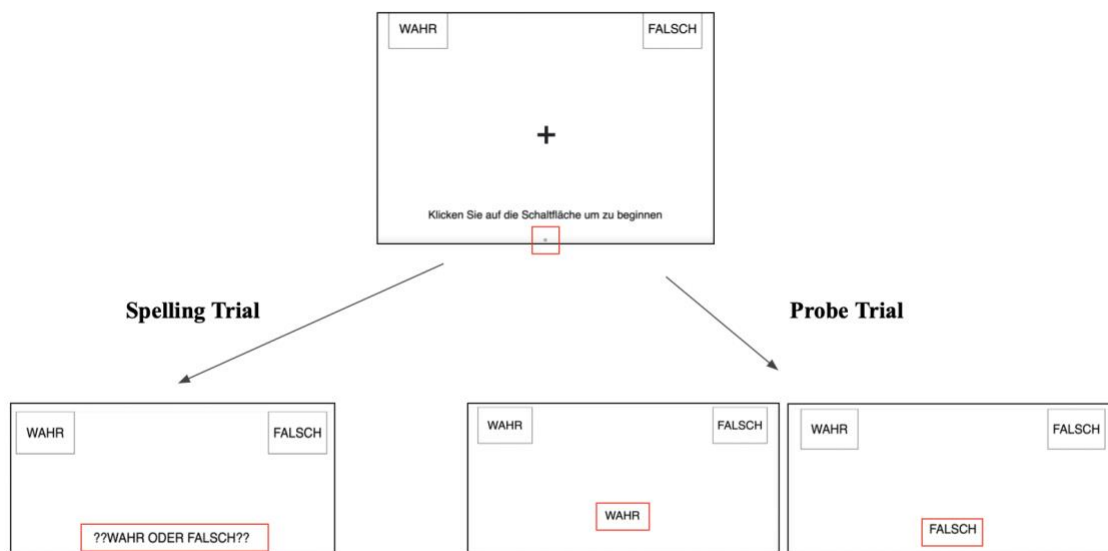 WAHR
FALSCH
+
Klicken Sie auf die Schaltfläche um zu beginnen
Spelling Trial
Probe Trial
WAHR
FALSCH
??WAHR ODER FALSCH??
WAHR
FALSCH
WAHR
WAHR
FALSCH
FALSCH